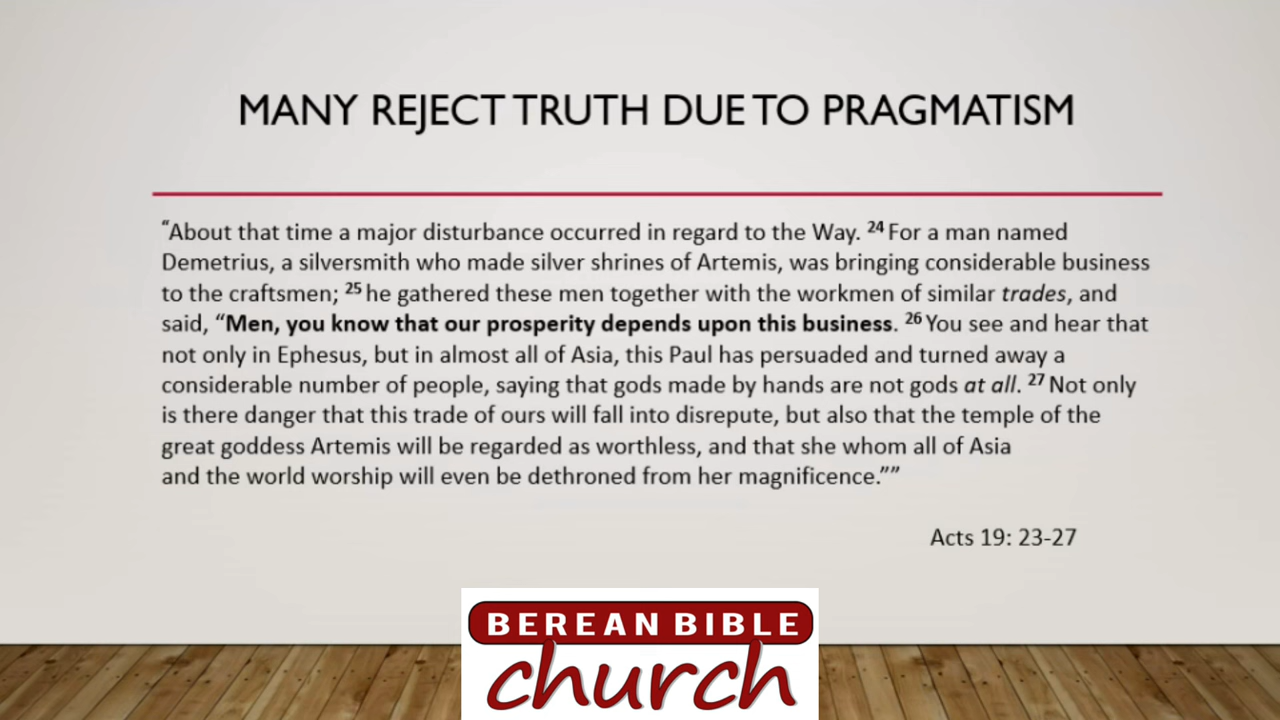 MANY REJECT TRUTH DUE TO PRAGMATISM
“About that time a major disturbance occurred in regard to the Way. 24 For a man named
Demetrius, a silversmith who made silver shrines of Artemis, was bringing considerable business
to the craftsmen; 25 he gathered these men together with the workmen of similar trades, and
said, “Men, you know that our prosperity depends upon this business. 26 You see and hear that
not only in Ephesus, but in almost all of Asia, this Paul has persuaded and turned away a
considerable number of people, saying that gods made by hands are not gods at all. 27 Not only
is there danger that this trade of ours will fall into disrepute, but also that the temple of the
great goddess Artemis will be regarded as worthless, and that she whom all of Asia
and the world worship will even be dethroned from her magnificence.””
Acts 19: 23-27
BEREAN BIBLE
church